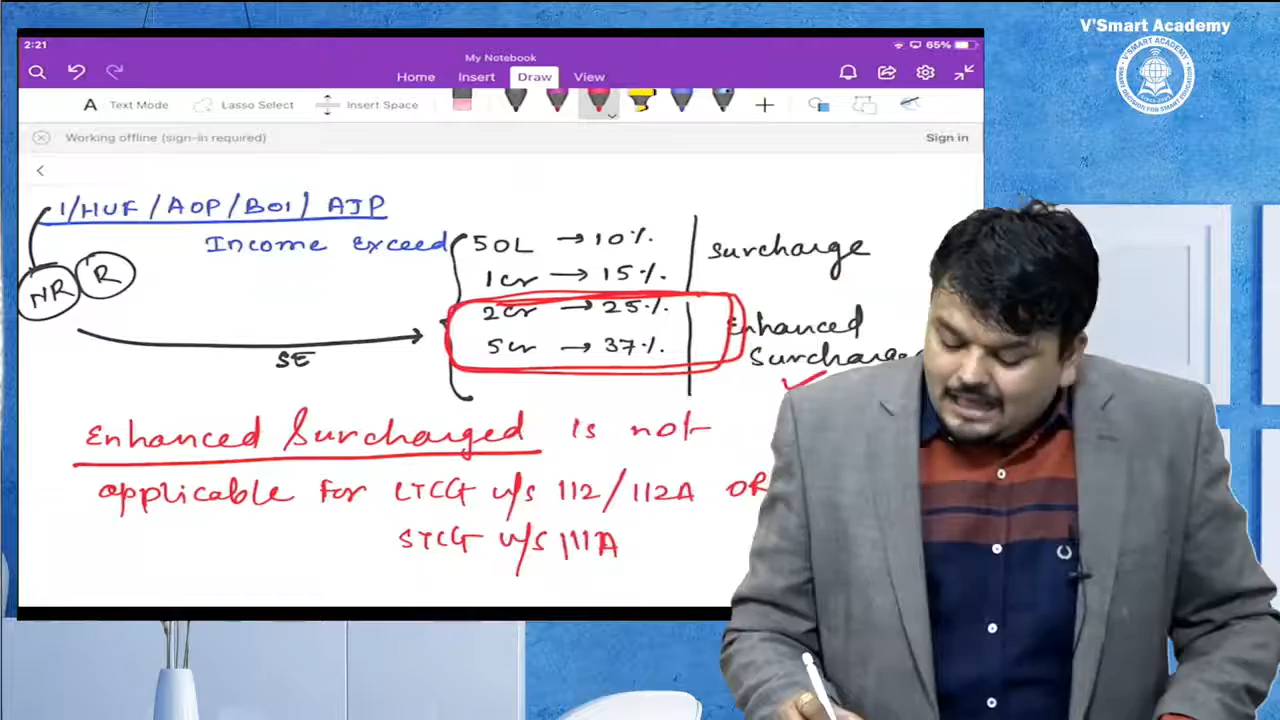 V'Smart Academy
2:21
65%
My Notebook
Home Insert Draw View
A Text Mode Lasso Select Insert Space
Working offline (sign-in required) Sign in
I/HUF/AOP/BOI/AJP
Income exceed 50L → 10%. Surcharge
NR R 1cr → 15%.
2cr → 25%. Enhanced
5cr → 37%. Surcharge
SE
Enhanced Surcharged is not
applicable for LTCG u/s 112/112A OR
STCG u/s 111A